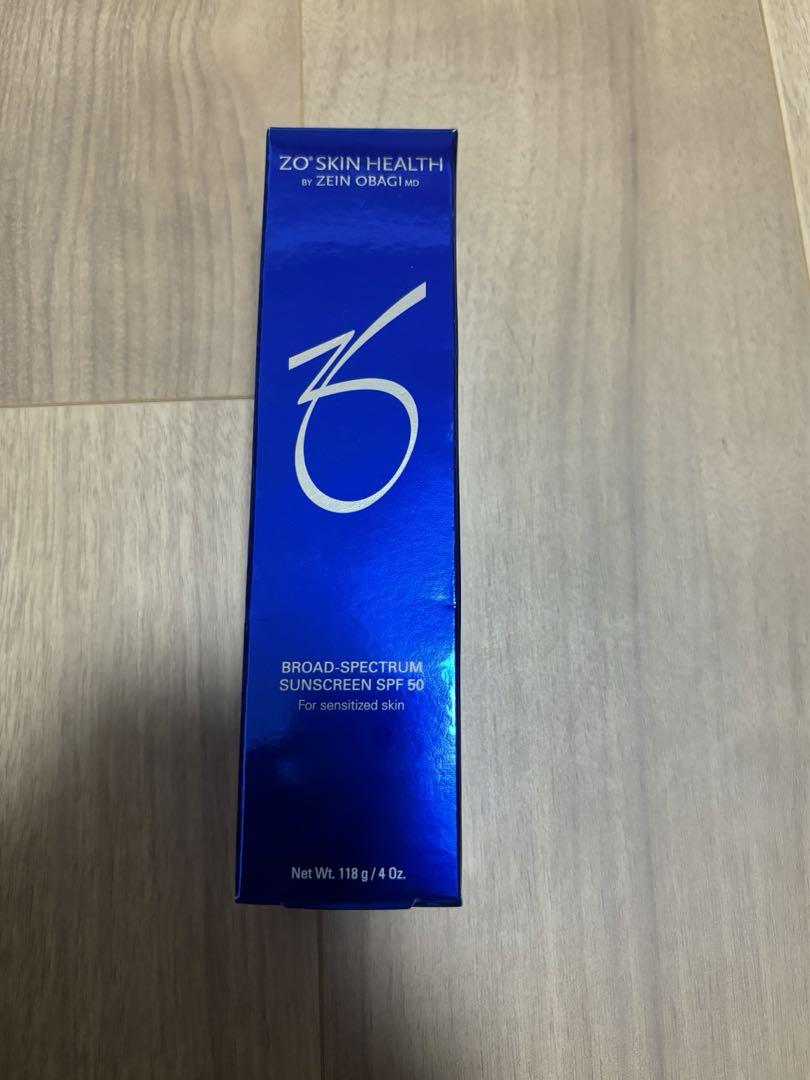 ZO® SKIN HEALTH
BY ZEIN OBAGI MD
ZO
BROAD-SPECTRUM
SUNSCREEN SPF 50
For sensitized skin
Net Wt. 118 g / 4 Oz.